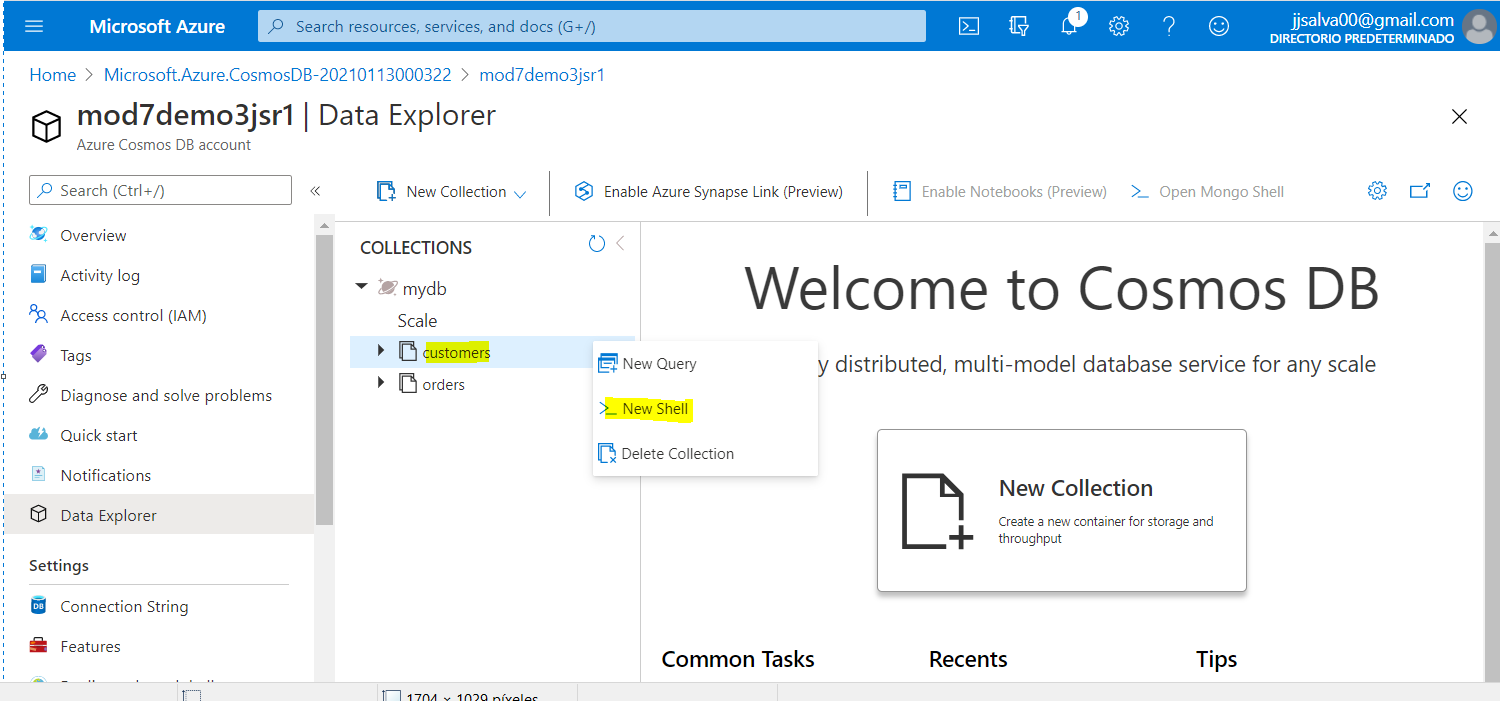 Microsoft Azure
Search resources, services, and docs (G+/)
1
jjsalva00@gmail.com
DIRECTORIO PREDETERMINADO
Home > Microsoft.Azure.CosmosDB-20210113000322 > mod7demo3jsr1
mod7demo3jsr1 | Data Explorer
Azure Cosmos DB account
Search (Ctrl+/)
«
New Collection
Enable Azure Synapse Link (Preview)
Enable Notebooks (Preview)
Open Mongo Shell
Overview
Activity log
Access control (IAM)
Tags
Diagnose and solve problems
Quick start
Notifications
Data Explorer
Settings
Connection String
Features
COLLECTIONS
mydb
Scale
customers
orders
New Query
New Shell
Delete Collection
Welcome to Cosmos DB
y distributed, multi-model database service for any scale
New Collection
Create a new container for storage and
throughput
Common Tasks
Recents
Tips
1704 × 1029 píxeles